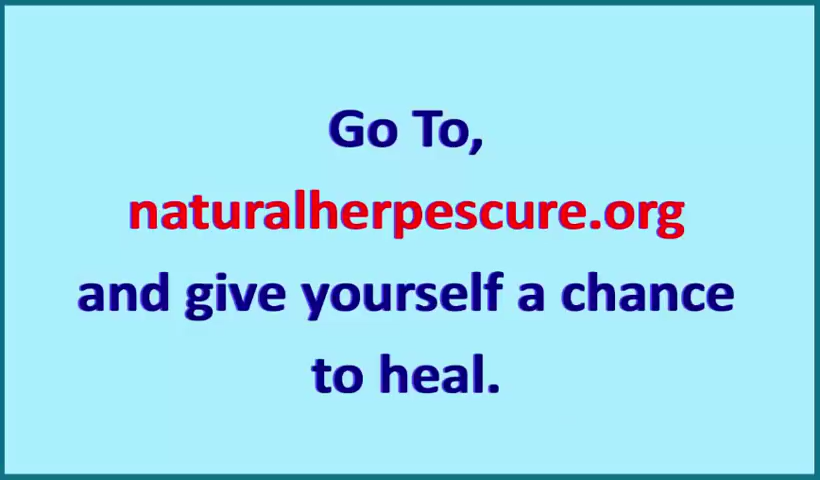 Go To,
naturalherpescure.org
and give yourself a chance
to heal.